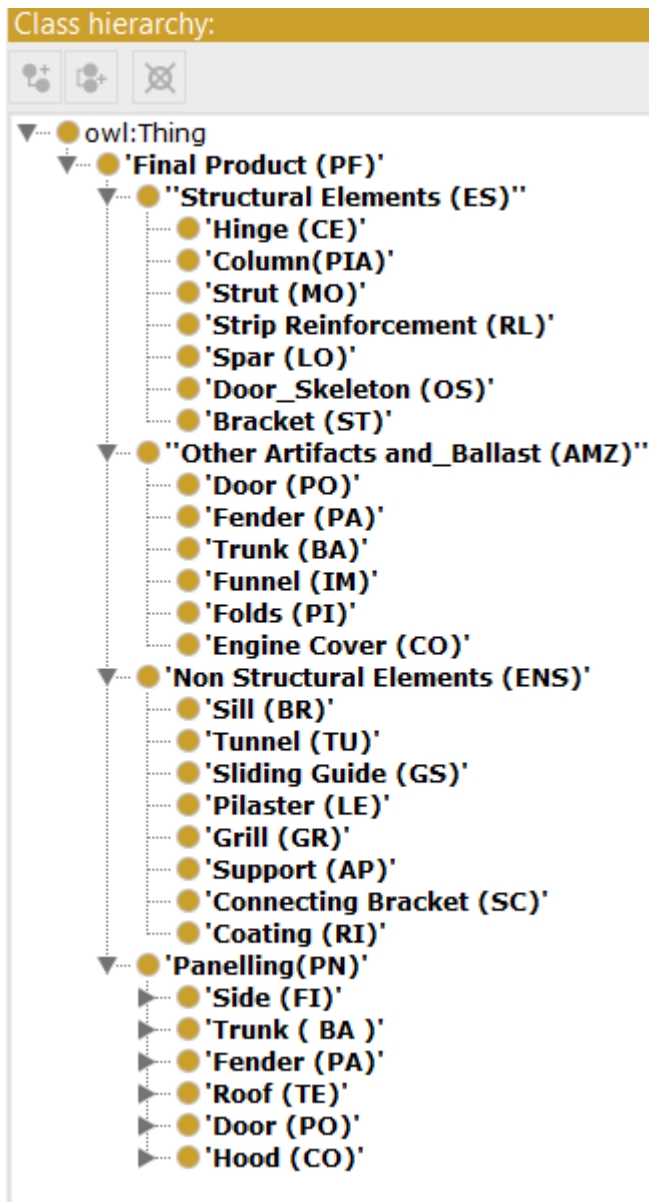 Class hierarchy:
owl:Thing
'Final Product (PF)'
''Structural Elements (ES)''
'Hinge (CE)'
'Column(PIA)'
'Strut (MO)'
'Strip Reinforcement (RL)'
'Spar (LO)'
'Door_Skeleton (OS)'
'Bracket (ST)'
''Other Artifacts and_Ballast (AMZ)''
'Door (PO)'
'Fender (PA)'
'Trunk (BA)'
'Funnel (IM)'
'Folds (PI)'
'Engine Cover (CO)'
'Non Structural Elements (ENS)'
'Sill (BR)'
'Tunnel (TU)'
'Sliding Guide (GS)'
'Pilaster (LE)'
'Grill (GR)'
'Support (AP)'
'Connecting Bracket (SC)'
'Coating (RI)'
'Panelling(PN)'
'Side (FI)'
'Trunk ( BA )'
'Fender (PA)'
'Roof (TE)'
'Door (PO)'
'Hood (CO)'